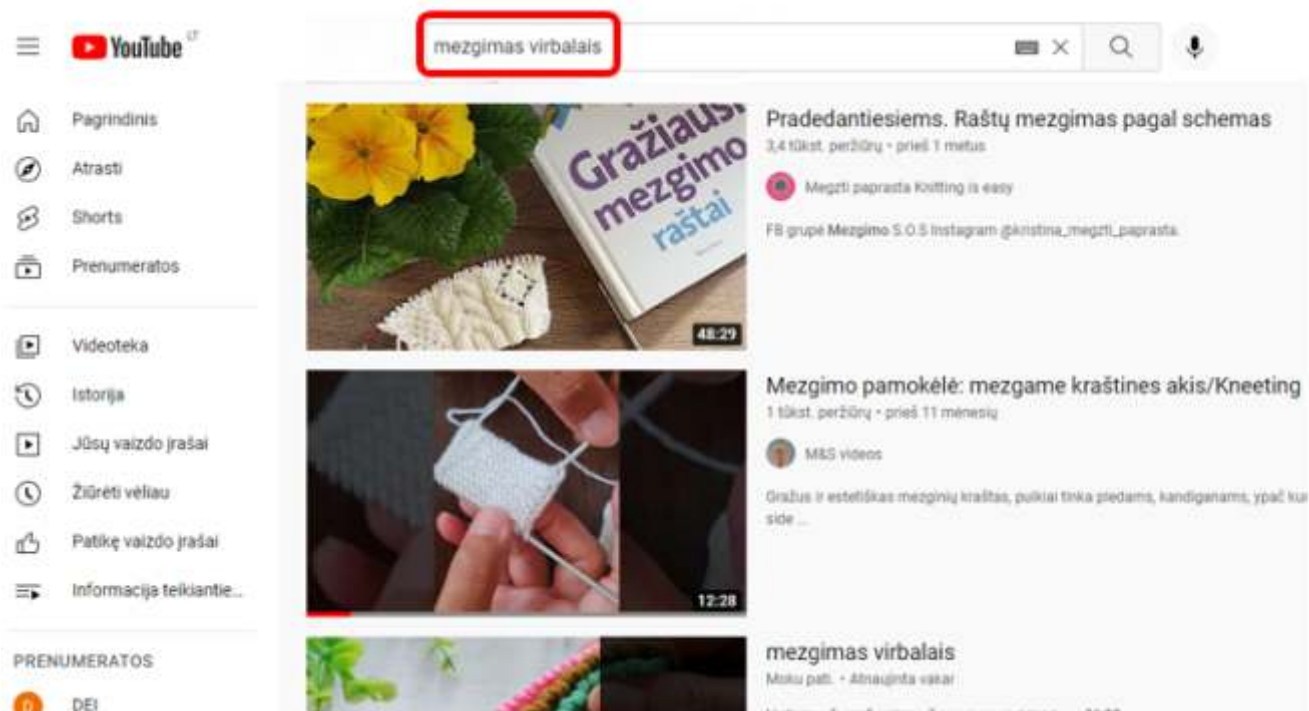 YouTube LT
mezgimas virbalais
Pagrindinis
Atrasti
Shorts
Prenumeratos
Videoteka
Istorija
Jūsų vaizdo įrašai
Žiūrėti vėliau
Patikę vaizdo įrašai
Informacija teikiantie...
PRENUMERATOS
D
DEI
Gražiausi
mezgimo
raštai
48:29
Pradedantiesiems. Raštų mezgimas pagal schemas
3,4 tūkst. peržiūrų • prieš 1 metus
Megzti paprasta Knitting is easy
FB grupė Mezgimo S.O.S Instagram @kristina_megzti_paprasta.
12:28
Mezgimo pamokėlė: mezgame kraštines akis/Kneeting
1 tūkst. peržiūrų • prieš 11 mėnesių
M&S videos
Gražus ir estetiškas mezginių kraštas, puikiai tinka pledams, kardiganams, ypač kur
side ...
mezgimas virbalais
Moku pati. • Atnaujinta vakar